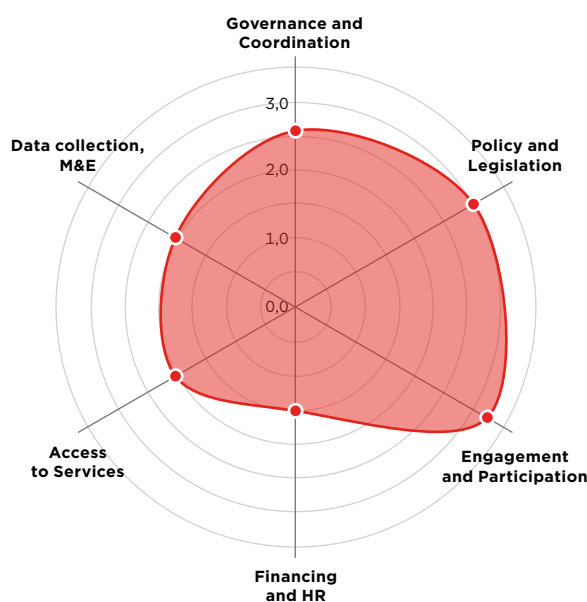 Governance and
Coordination
3,0
Data collection,
M&E
Policy and
Legislation
2,0
1,0
0,0
Access
to Services
Engagement
and Participation
Financing
and HR